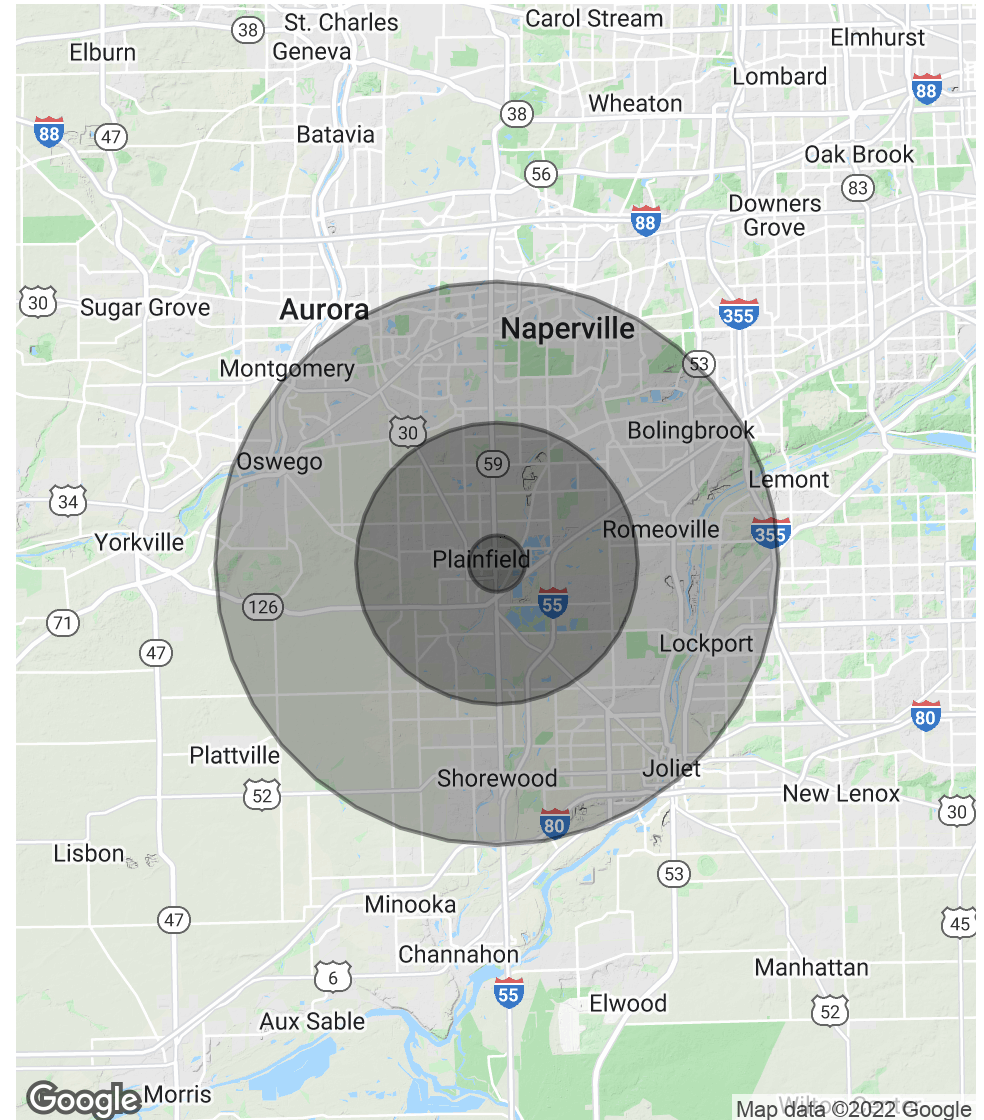 St. Charles
Carol Stream
38
Elmhurst
Elburn
Geneva
Lombard
88
Wheaton
38
88
47
Batavia
Oak Brook
56
83
Downers
Grove
88
30
Sugar Grove
Aurora
355
Naperville
Montgomery
53
30
Bolingbrook
Oswego
59
Lemont
34
Romeoville
355
Yorkville
Plainfield
55
126
71
Lockport
47
80
Plattville
Joliet
Shorewood
52
New Lenox
30
80
Lisbon
53
Minooka
47
45
Channahon
Manhattan
6
55
Elwood
52
Aux Sable
Morris
Google
Map data ©2022 Google